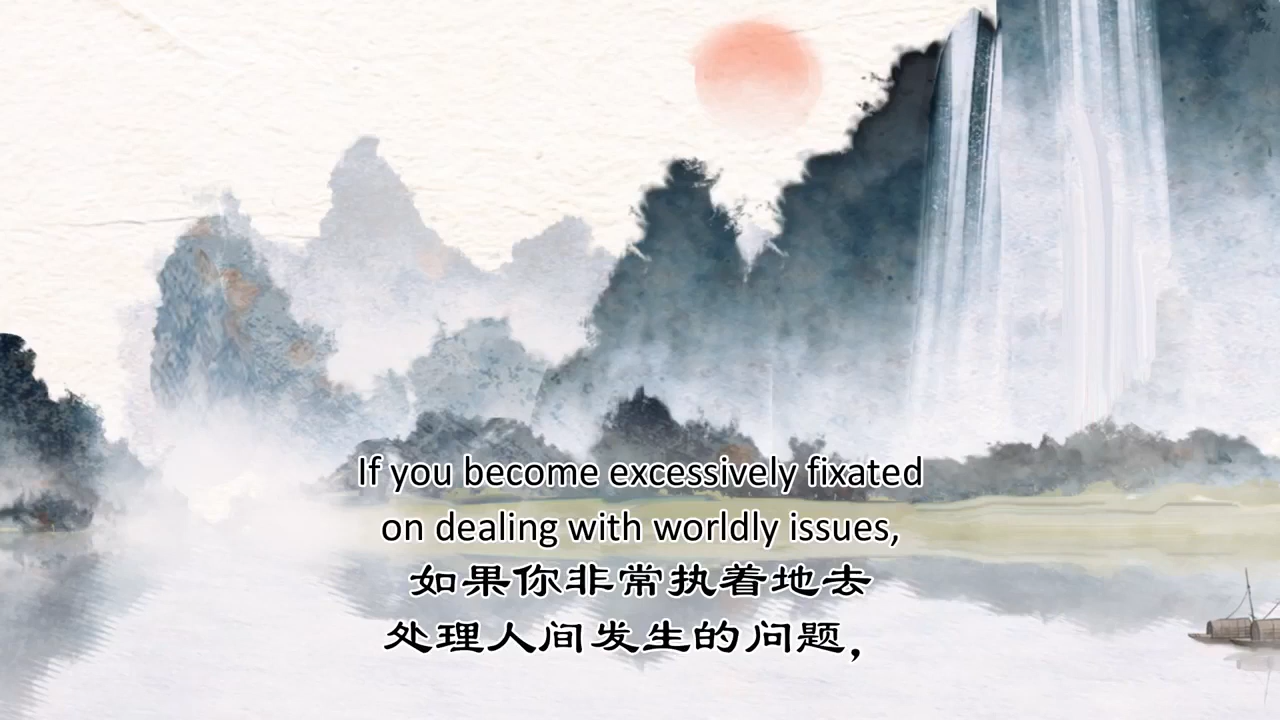 If you become excessively fixated
on dealing with worldly issues,
如果你非常执着地去
处理人间发生的问题，